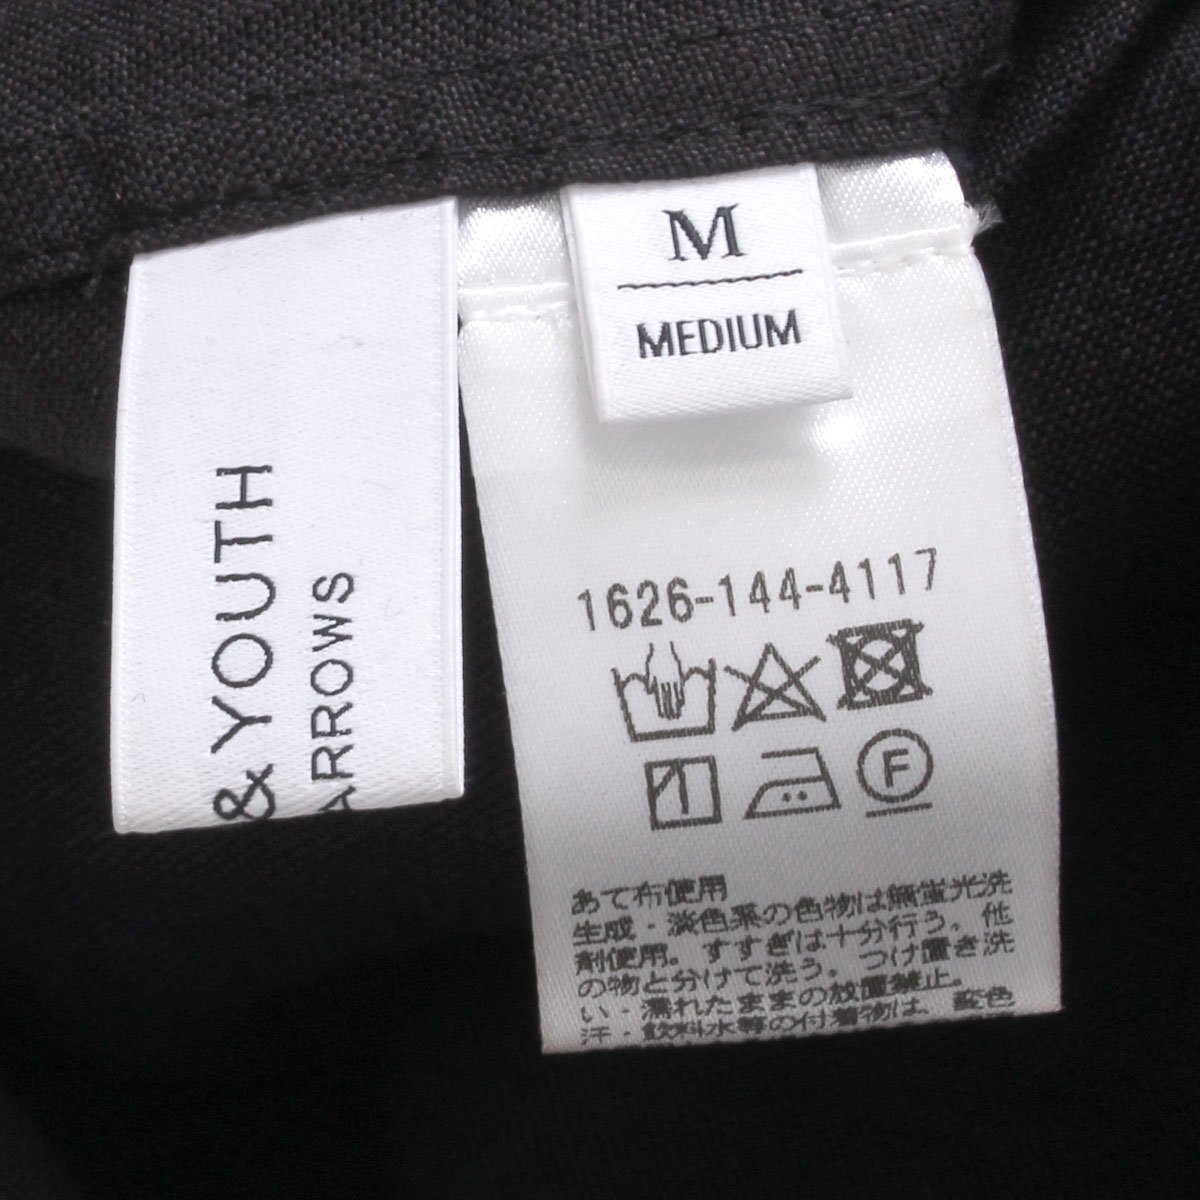 & YOUTH
ARROWS
M
MEDIUM
1626-144-4117
F
あて布使用
生成・淡色系の色物は無蛍光洗
剤使用。すすぎは十分行う。他
の物と分けて洗う。つけ置き洗
い・濡れたままの放置禁止。
汗・飲料水等の付着物は、変色